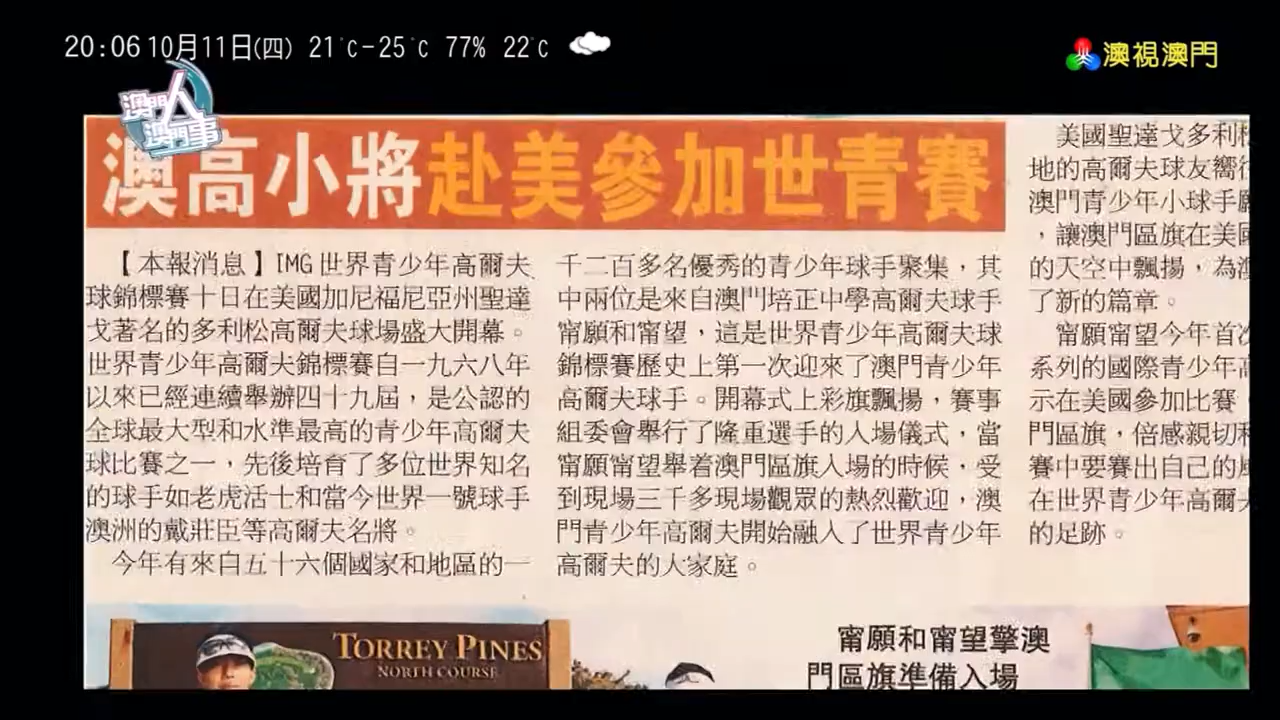 20:06 10月11日(四) 21°C-25°C 77% 22°C
澳視澳門
澳門人
澳門事
澳高小將赴美參加世青賽
【本報消息】IMG世界青少年高爾夫
球錦標賽十日在美國加尼福尼亞州聖達
戈著名的多利松高爾夫球場盛大開幕。
世界青少年高爾夫錦標賽自一九六八年
以來已經連續舉辦四十九屆，是公認的
全球最大型和水準最高的青少年高爾夫
球比賽之一，先後培育了多位世界知名
的球手如老虎活士和當今世界一號球手
澳洲的戴莊臣等高爾夫名將。
今年有來自五十六個國家和地區的一
千二百多名優秀的青少年球手聚集，其
中兩位是來自澳門培正中學高爾夫球手
甯願和甯望，這是世界青少年高爾夫球
錦標賽歷史上第一次迎來了澳門青少年
高爾夫球手。開幕式上彩旗飄揚，賽事
組委會舉行了隆重選手的入場儀式，當
甯願甯望舉着澳門區旗入場的時候，受
到現場三千多現場觀眾的熱烈歡迎，澳
門青少年高爾夫開始融入了世界青少年
高爾夫的大家庭。
美國聖達戈多利
地的高爾夫球友嚮
澳門青少年小球手
，讓澳門區旗在美
的天空中飄揚，為
了新的篇章。
甯願甯望今年首
系列的國際青少年
示在美國參加比賽
門區旗，倍感親切
賽中要賽出自己的
在世界青少年高爾
的足跡。
TORREY PINES
NORTH COURSE
甯願和甯望擎澳
門區旗準備入場